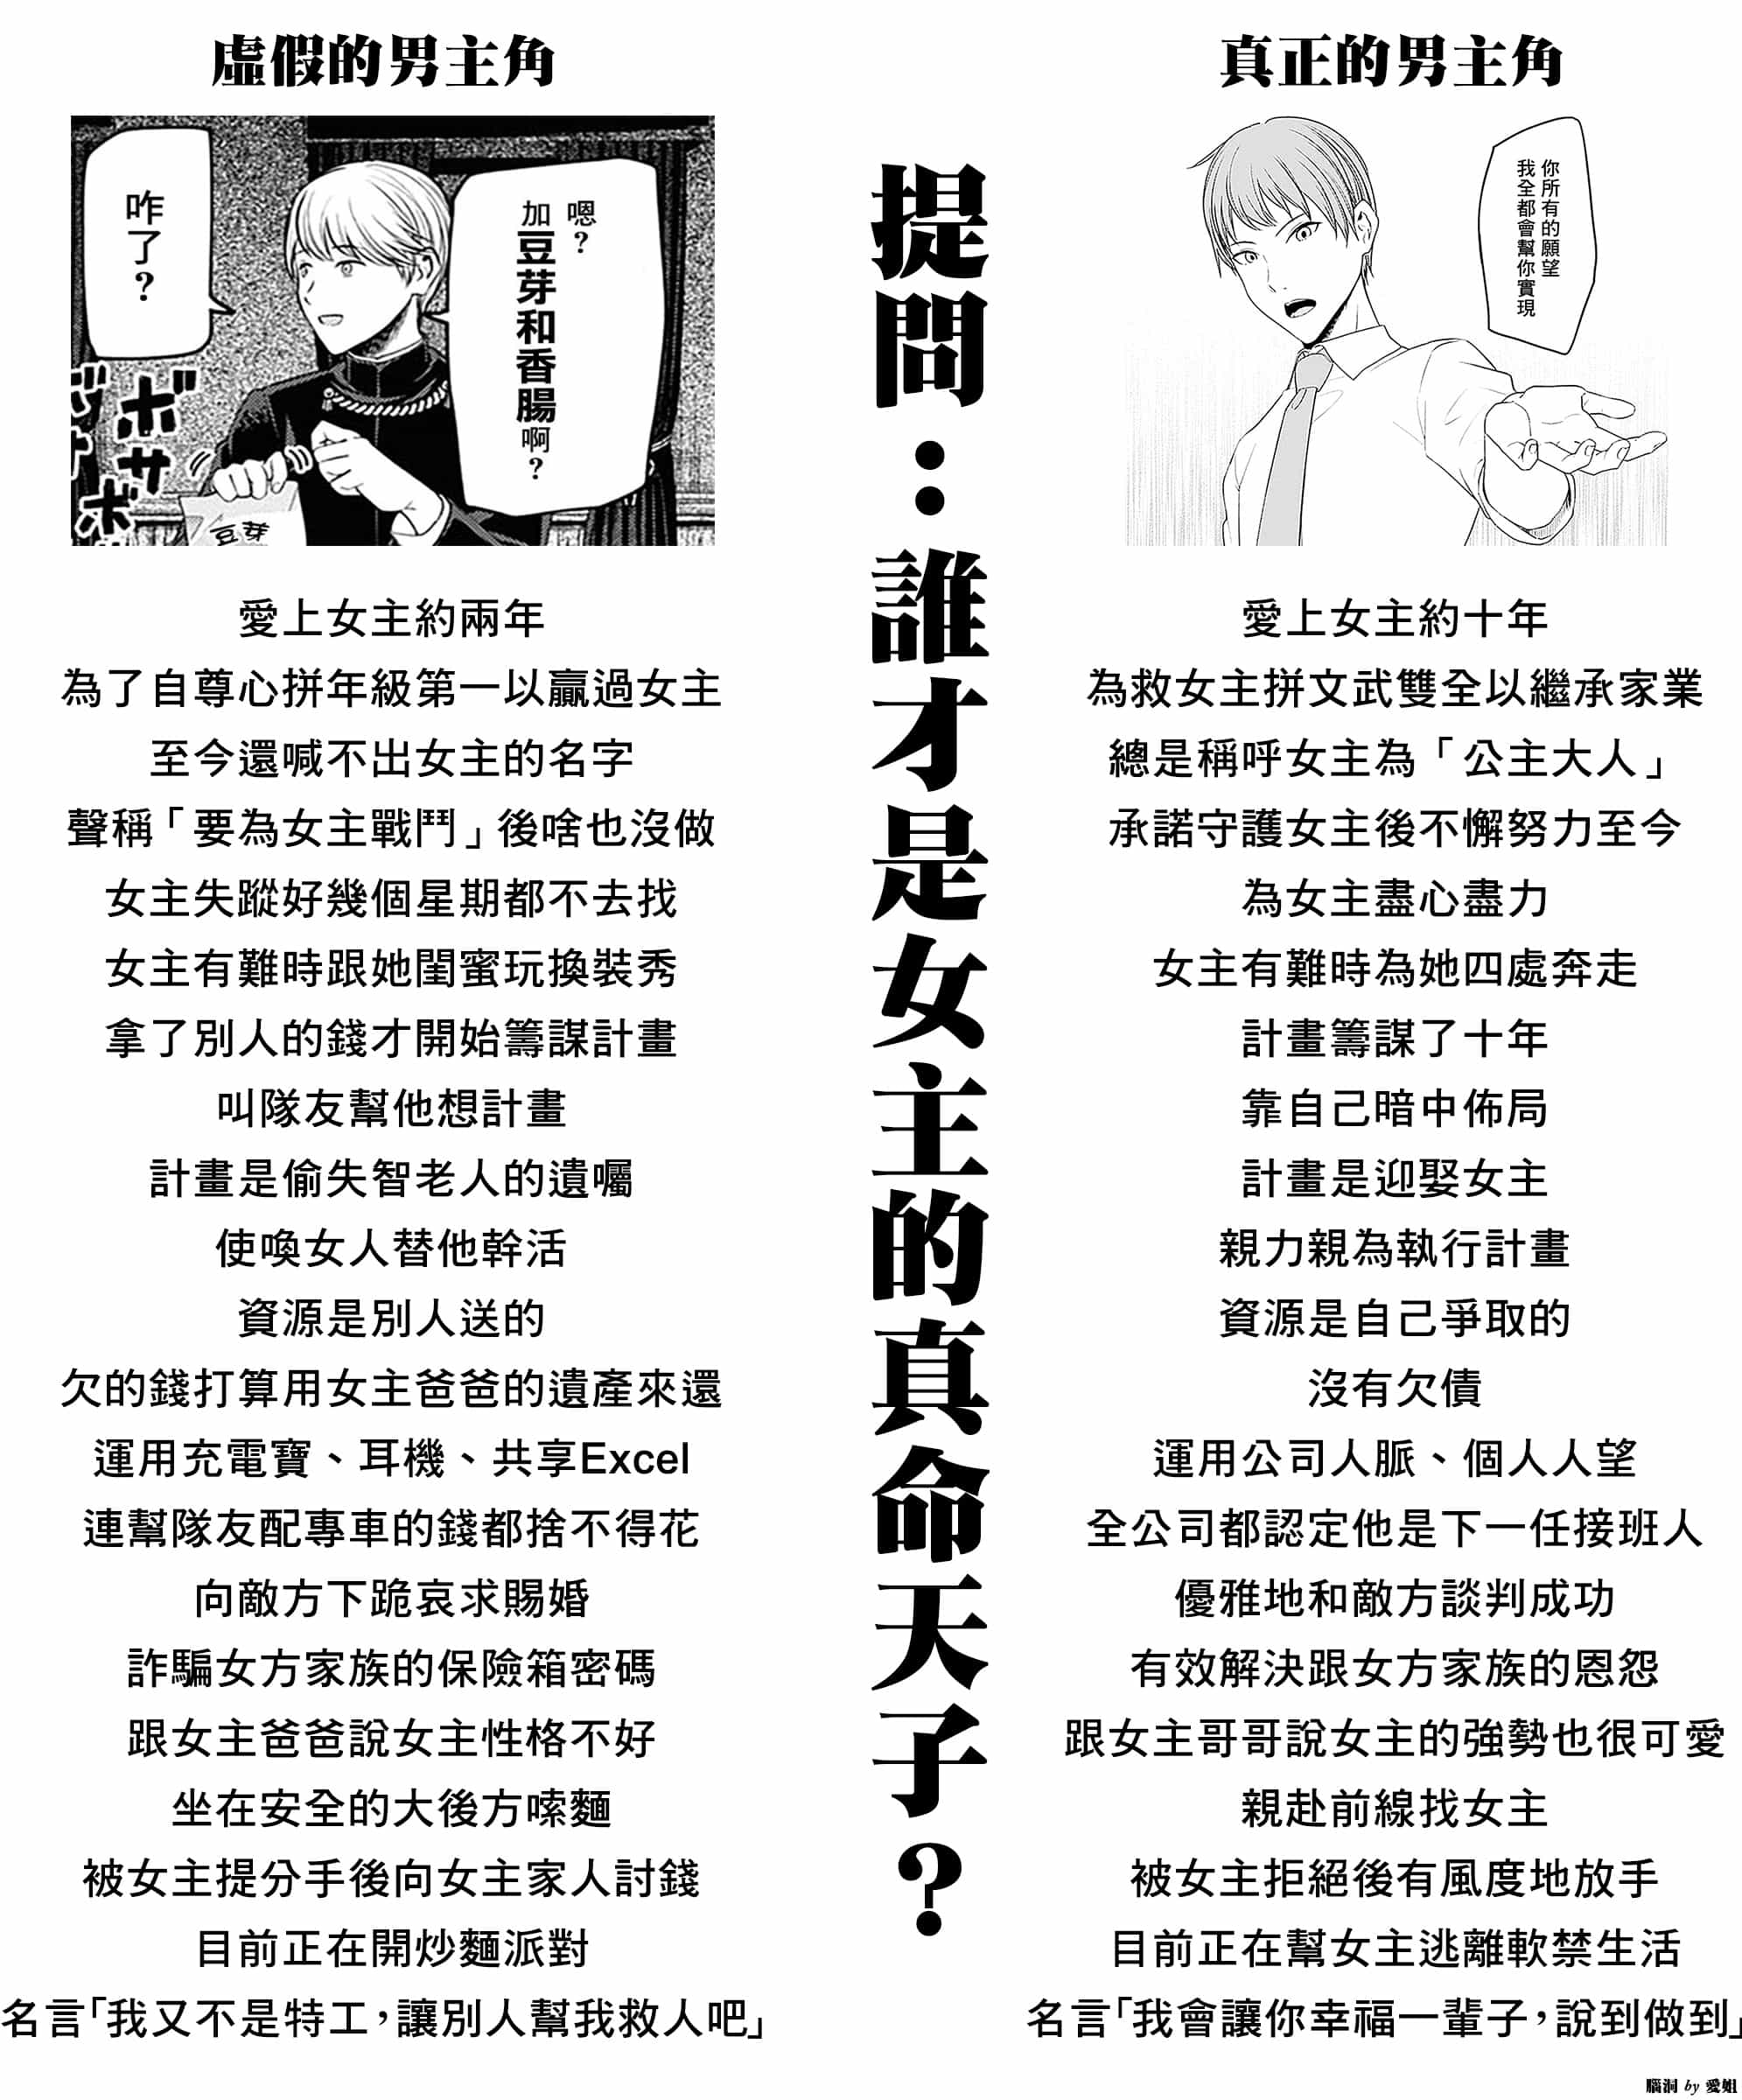 虛假的男主角
咋了？
嗯？
加豆芽和香腸啊？
ボサボサ
ボ
豆芽
愛上女主約兩年
為了自尊心拼年級第一以贏過女主
至今還喊不出女主的名字
聲稱「要為女主戰鬥」後啥也沒做
女主失蹤好幾個星期都不去找
女主有難時跟她閨蜜玩換裝秀
拿了別人的錢才開始籌謀計畫
叫隊友幫他想計畫
計畫是偷失智老人的遺囑
使喚女人替他幹活
資源是別人送的
欠的錢打算用女主爸爸的遺產來還
運用充電寶、耳機、共享Excel
連幫隊友配專車的錢都捨不得花
向敵方下跪哀求賜婚
詐騙女方家族的保險箱密碼
跟女主爸爸說女主性格不好
坐在安全的大後方嗦麵
被女主提分手後向女主家人討錢
目前正在開炒麵派對
名言「我又不是特工，讓別人幫我救人吧」
提問：誰才是女主的真命天子？
真正的男主角
你所有的願望
我全都會幫你實現
愛上女主約十年
為救女主拼文武雙全以繼承家業
總是稱呼女主為「公主大人」
承諾守護女主後不懈努力至今
為女主盡心盡力
女主有難時為她四處奔走
計畫籌謀了十年
靠自己暗中佈局
計畫是迎娶女主
親力親為執行計畫
資源是自己爭取的
沒有欠債
運用公司人脈、個人人望
全公司都認定他是下一任接班人
優雅地和敵方談判成功
有效解決跟女方家族的恩怨
跟女主哥哥說女主的強勢也很可愛
親赴前線找女主
被女主拒絕後有風度地放手
目前正在幫女主逃離軟禁生活
名言「我會讓你幸福一輩子，說到做到」
腦洞 by 愛姐